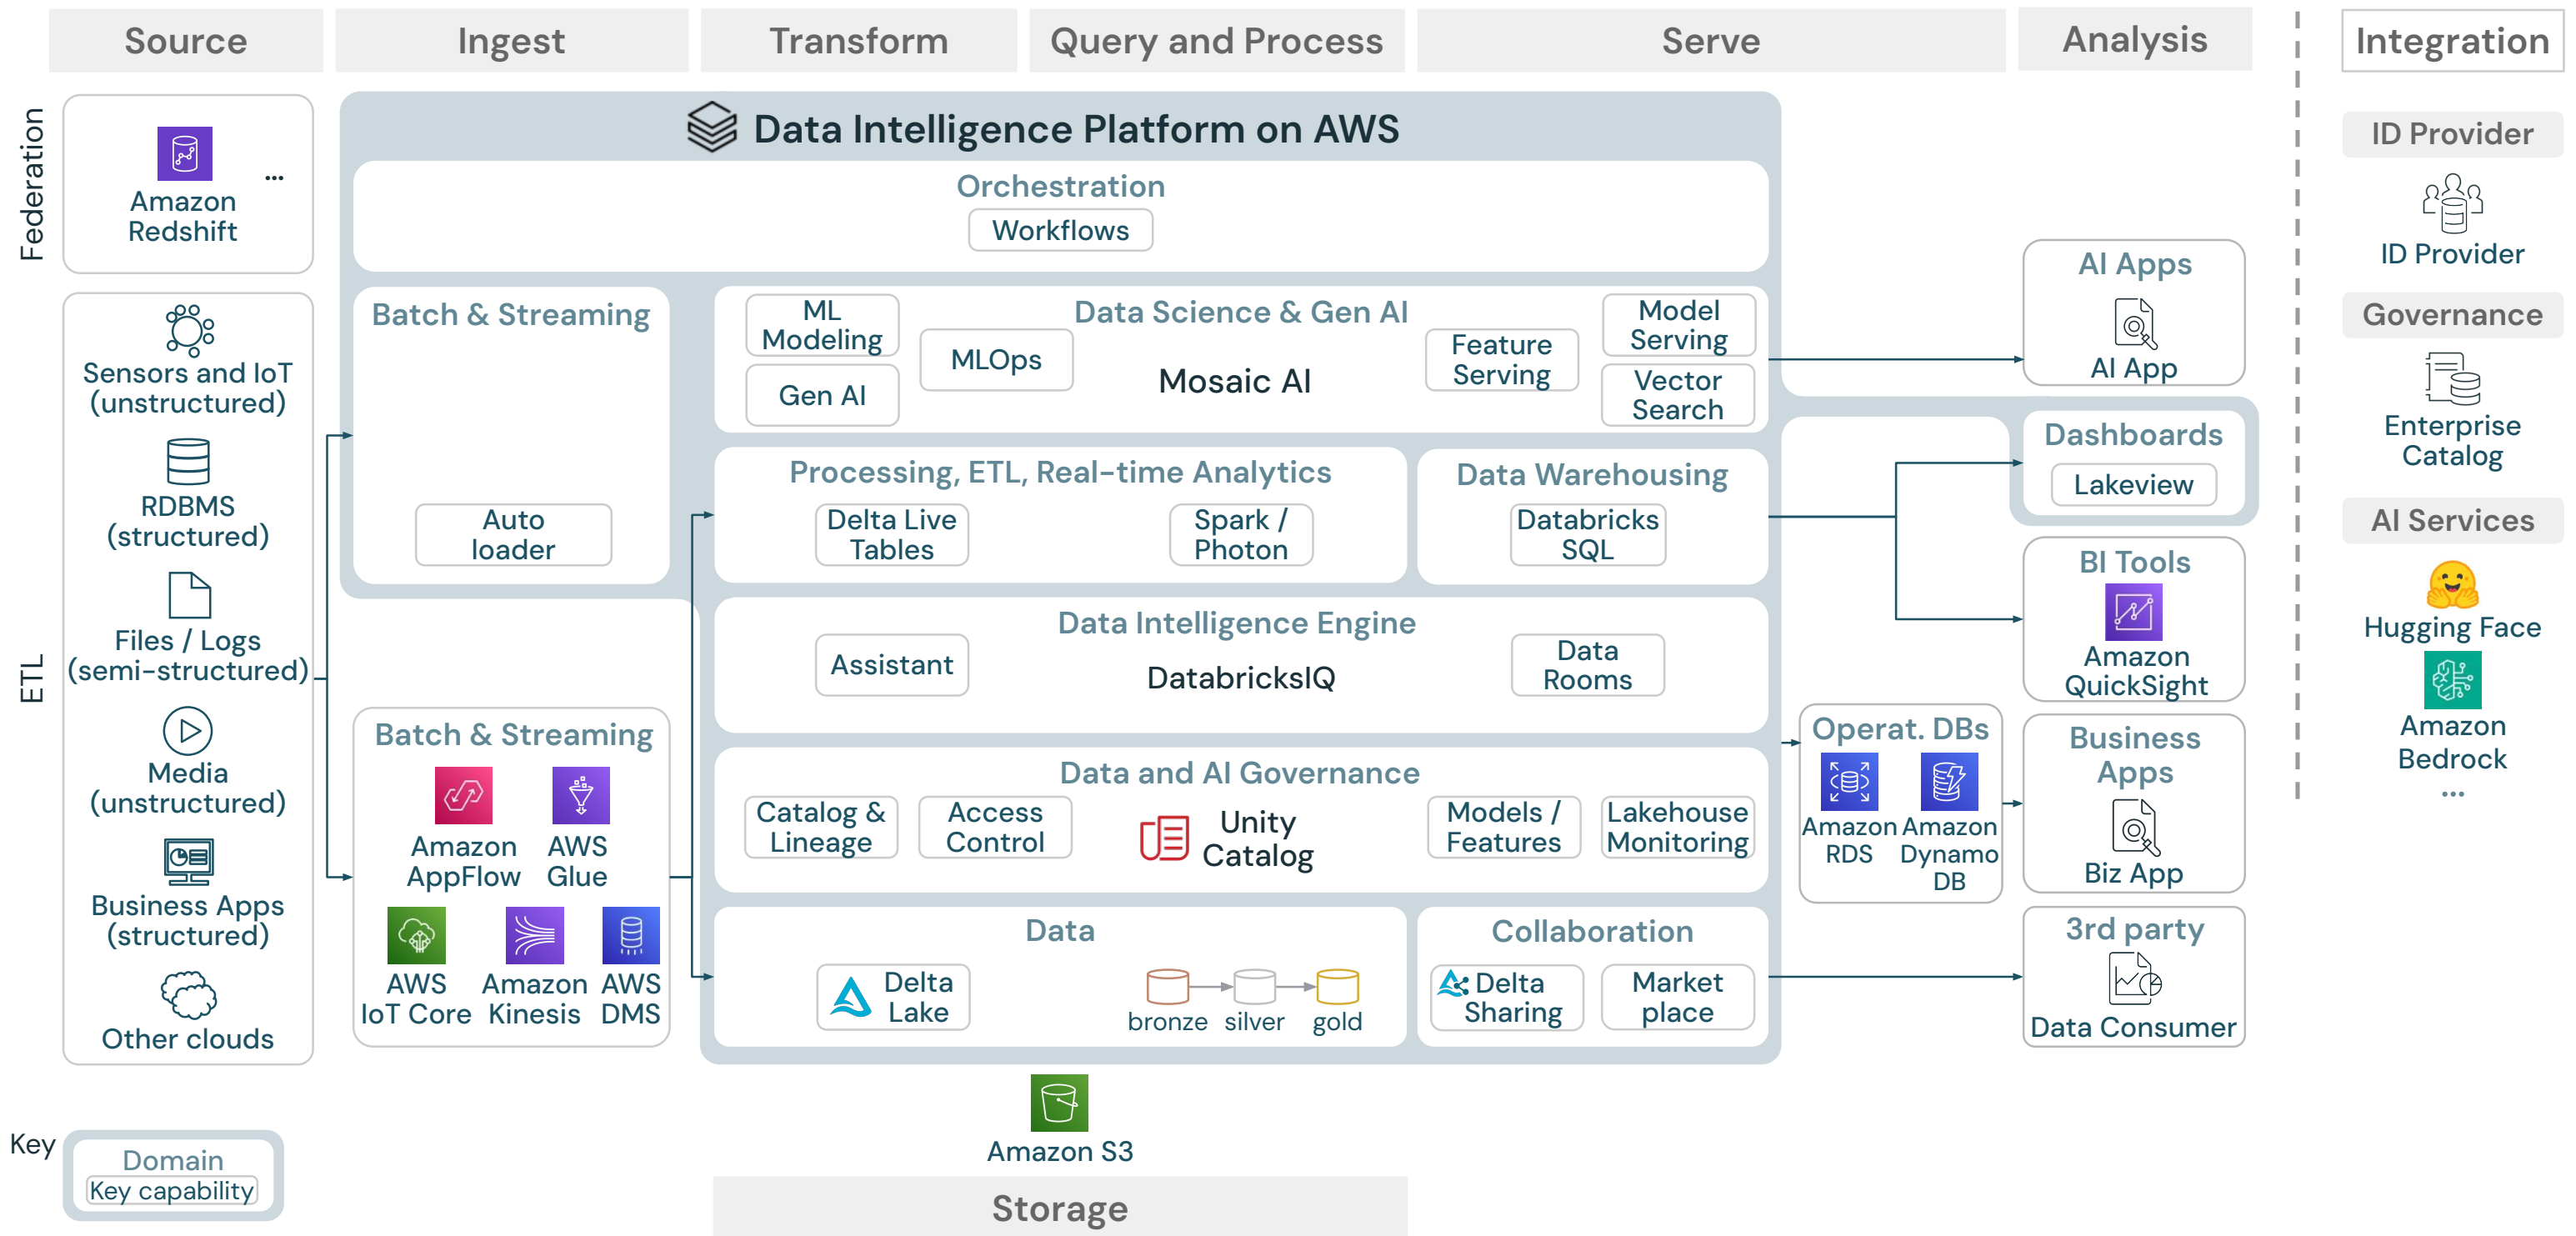 Source
Ingest
Transform
Query and Process
Serve
Analysis
Integration
Federation
Amazon
Redshift
...
ETL
Sensors and IoT
(unstructured)
RDBMS
(structured)
Files / Logs
(semi-structured)
Media
(unstructured)
Business Apps
(structured)
Other clouds
Data Intelligence Platform on AWS
Orchestration
Workflows
Batch & Streaming
Auto
loader
Batch & Streaming
Amazon
AppFlow
AWS
Glue
AWS
IoT Core
Amazon
Kinesis
AWS
DMS
Data Science & Gen AI
ML
Modeling
Gen AI
MLOps
Mosaic AI
Feature
Serving
Model
Serving
Vector
Search
Processing, ETL, Real-time Analytics
Delta Live
Tables
Spark /
Photon
Data Warehousing
Databricks
SQL
Data Intelligence Engine
Assistant
DatabricksIQ
Data
Rooms
Data and AI Governance
Catalog &
Lineage
Access
Control
Unity
Catalog
Models /
Features
Lakehouse
Monitoring
Data
Delta
Lake
bronze
silver
gold
Collaboration
Delta
Sharing
Market
place
Operat. DBs
Amazon
RDS
Amazon
Dynamo
DB
AI Apps
AI App
Dashboards
Lakeview
BI Tools
Amazon
QuickSight
Business
Apps
Biz App
3rd party
Data Consumer
ID Provider
ID Provider
Governance
Enterprise
Catalog
AI Services
Hugging Face
Amazon
Bedrock
...
Amazon S3
Storage
Key
Domain
Key capability